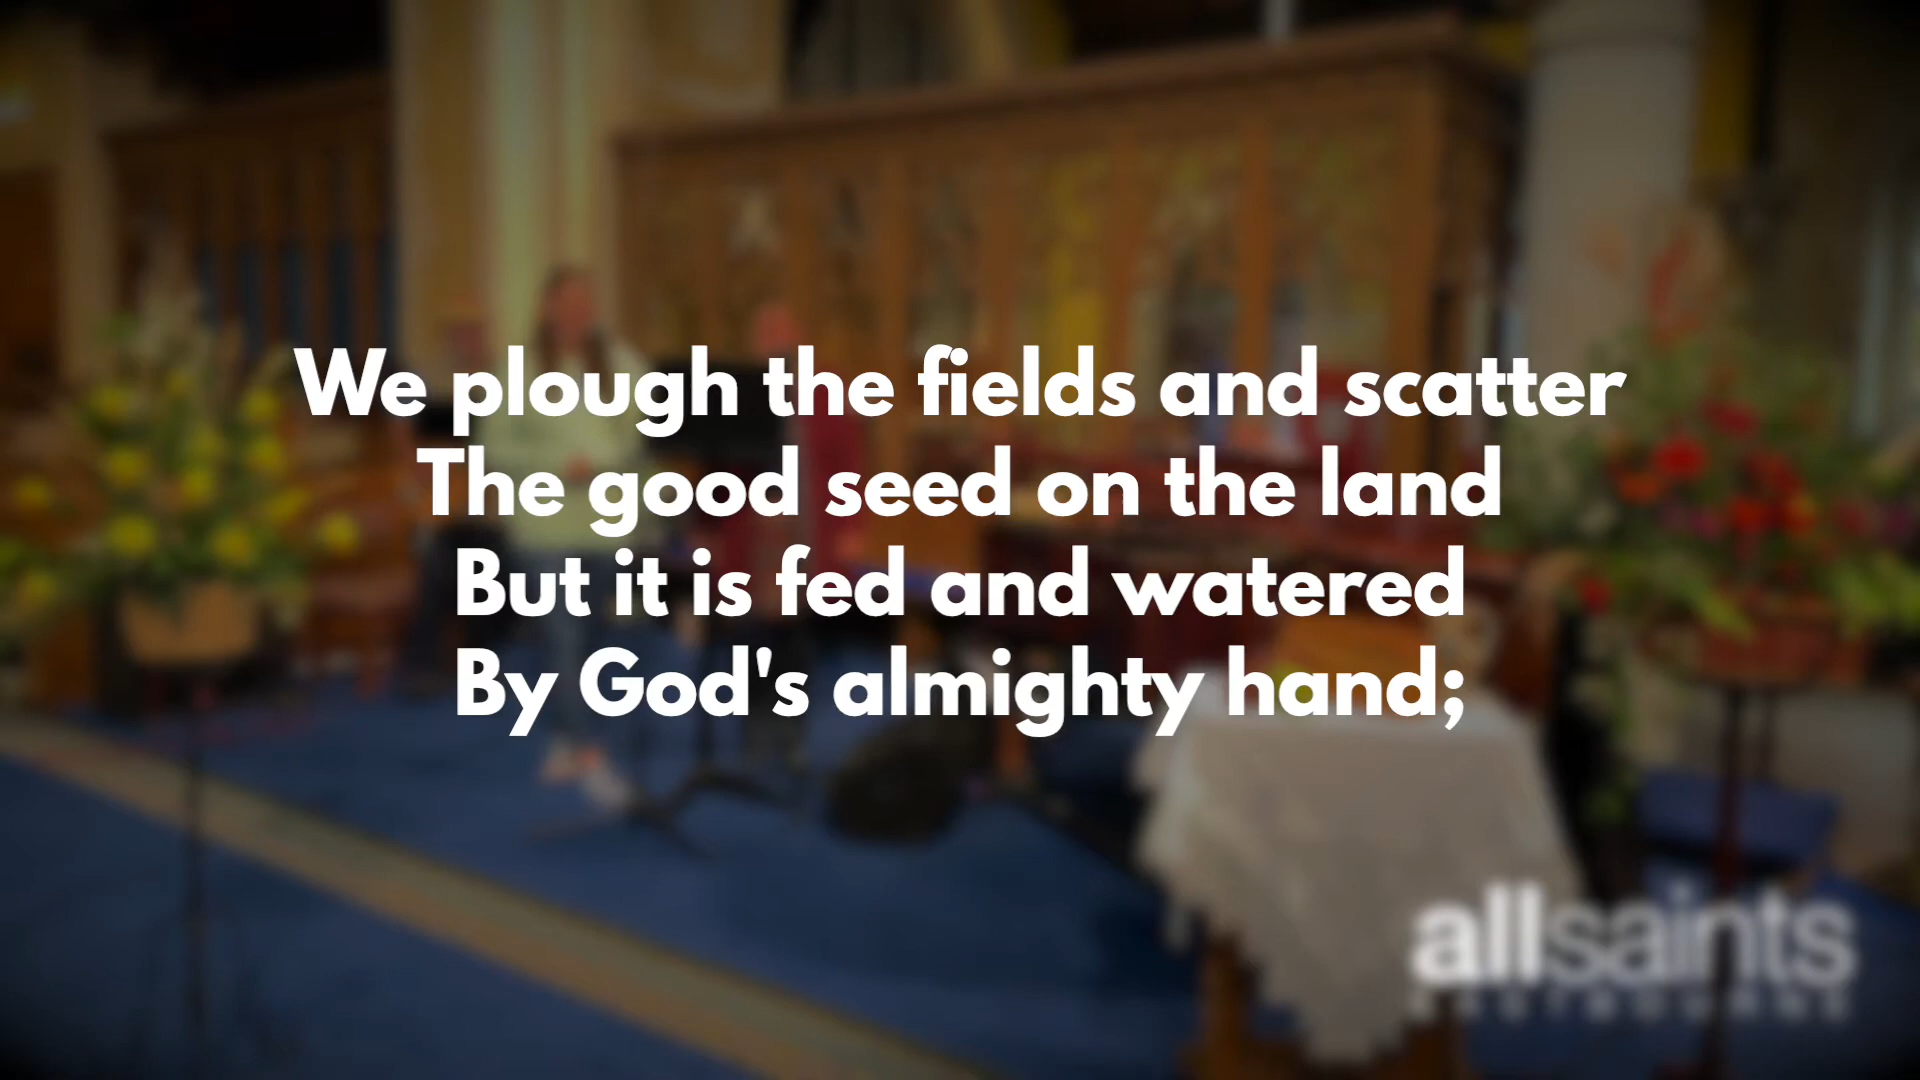 We plough the fields and scatter
The good seed on the land
But it is fed and watered
By God's almighty hand;
allsaints